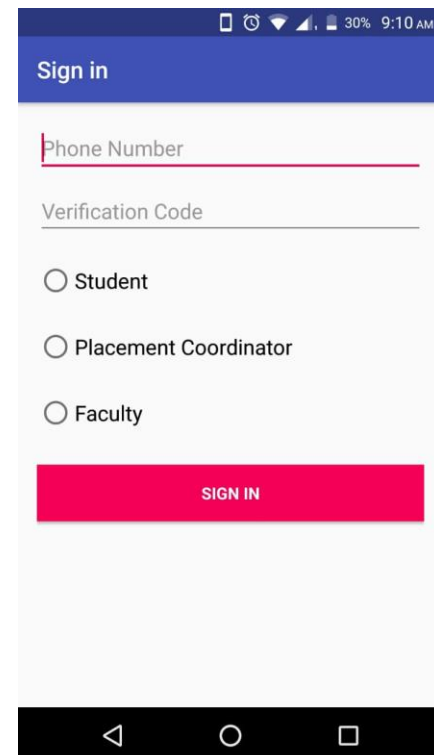 30% 9:10 AM
Sign in
Phone Number
Verification Code
Student
Placement Coordinator
Faculty
SIGN IN